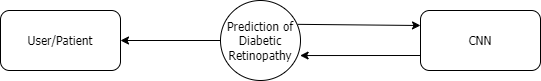 User/Patient
Prediction of
Diabetic
Retinopathy
CNN